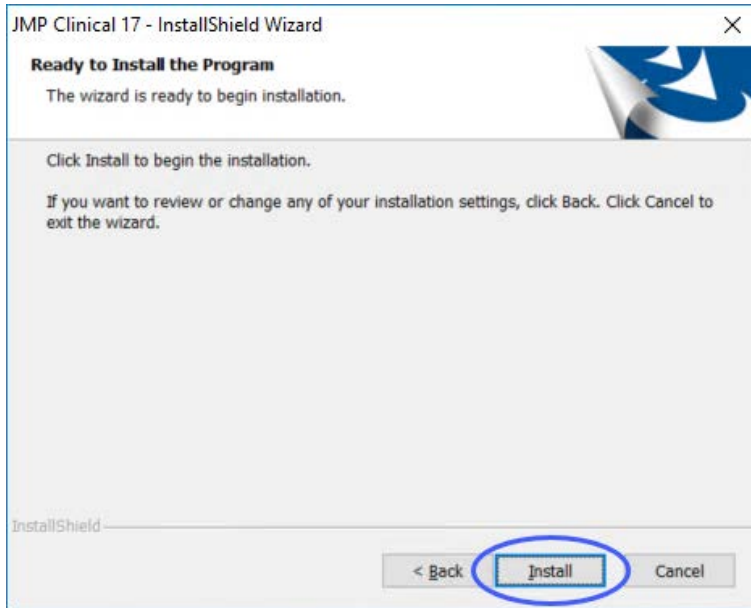 JMP Clinical 17 - InstallShield Wizard
Ready to Install the Program
The wizard is ready to begin installation.
Click Install to begin the installation.
If you want to review or change any of your installation settings, click Back. Click Cancel to
exit the wizard.
InstallShield
< Back Install Cancel